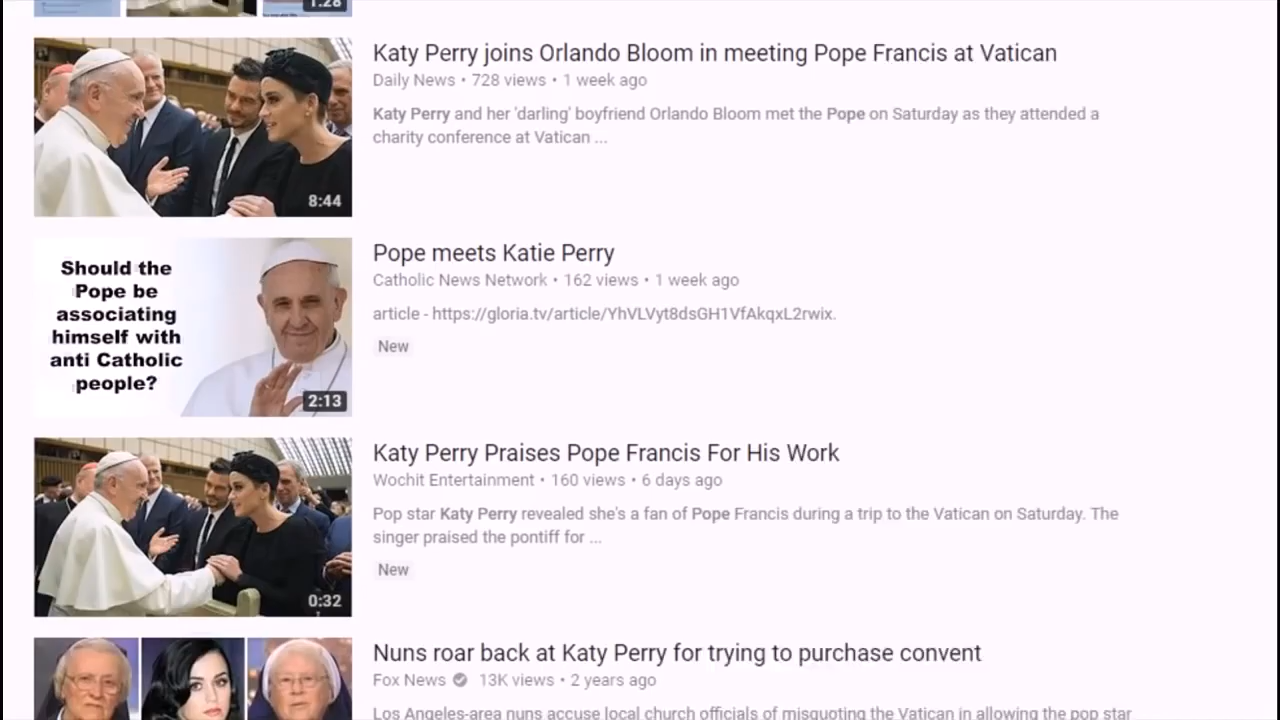 1:28
Katy Perry joins Orlando Bloom in meeting Pope Francis at Vatican
Daily News • 728 views • 1 week ago
Katy Perry and her 'darling' boyfriend Orlando Bloom met the Pope on Saturday as they attended a
charity conference at Vatican ...
8:44
Should the
Pope be
associating
himself with
anti Catholic
people?
2:13
Pope meets Katie Perry
Catholic News Network • 162 views • 1 week ago
article - https://gloria.tv/article/YhVLVyt8dsGH1VfAkqxL2rwix.
New
Katy Perry Praises Pope Francis For His Work
Wochit Entertainment • 160 views • 6 days ago
Pop star Katy Perry revealed she's a fan of Pope Francis during a trip to the Vatican on Saturday. The
singer praised the pontiff for ...
New
0:32
Nuns roar back at Katy Perry for trying to purchase convent
Fox News 13K views • 2 years ago
Los Angeles-area nuns accuse local church officials of misquoting the Vatican in allowing the pop star